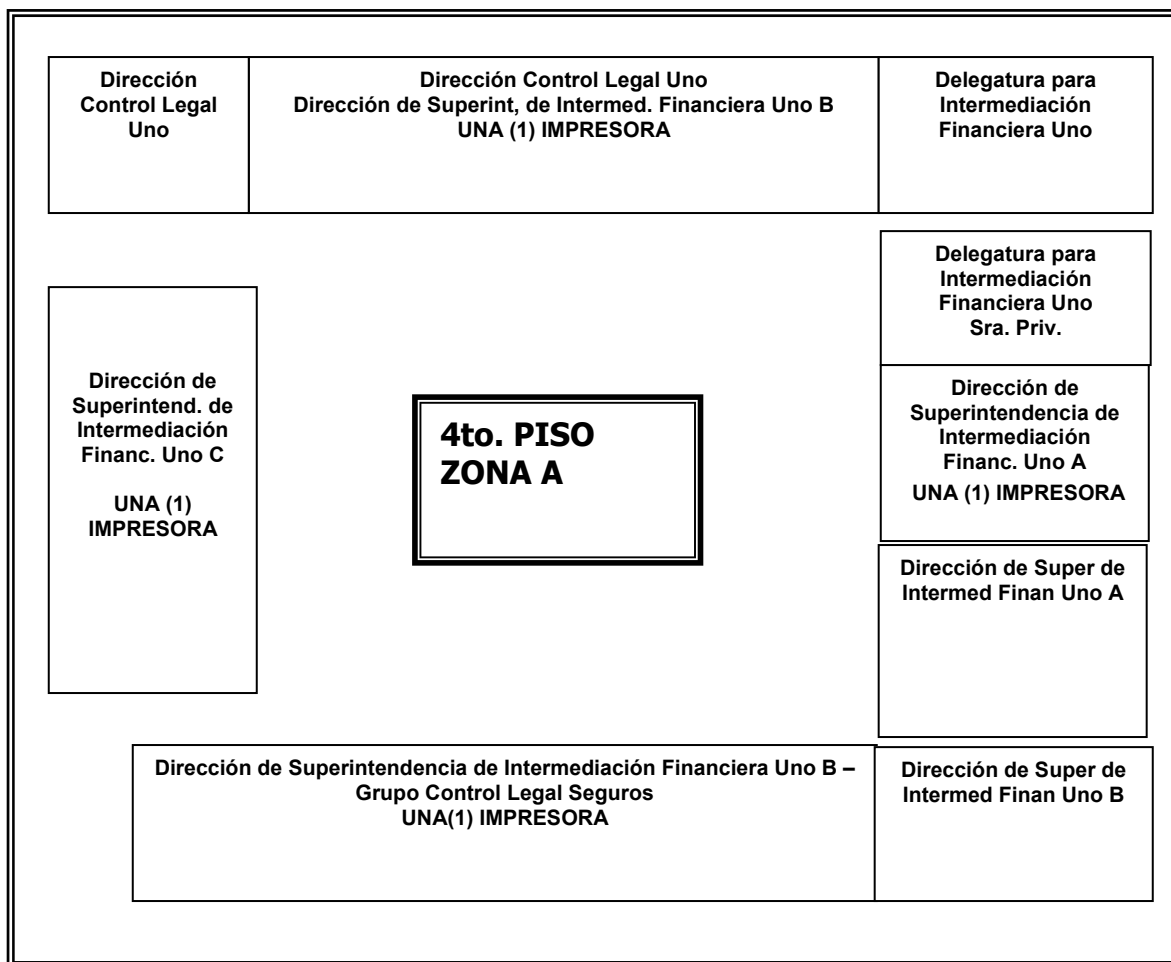 Dirección
Control Legal
Uno
Dirección Control Legal Uno
Dirección de Superint, de Intermed. Financiera Uno B
UNA (1) IMPRESORA
Delegatura para
Intermediación
Financiera Uno
Delegatura para
Intermediación
Financiera Uno
Sra. Priv.
Dirección de
Superintend. de
Intermediación
Financ. Uno C
UNA (1)
IMPRESORA
4to. PISO
ZONA A
Dirección de
Superintendencia de
Intermediación
Financ. Uno A
UNA (1) IMPRESORA
Dirección de Super de
Intermed Finan Uno A
Dirección de Superintendencia de Intermediación Financiera Uno B –
Grupo Control Legal Seguros
UNA(1) IMPRESORA
Dirección de Super de
Intermed Finan Uno B